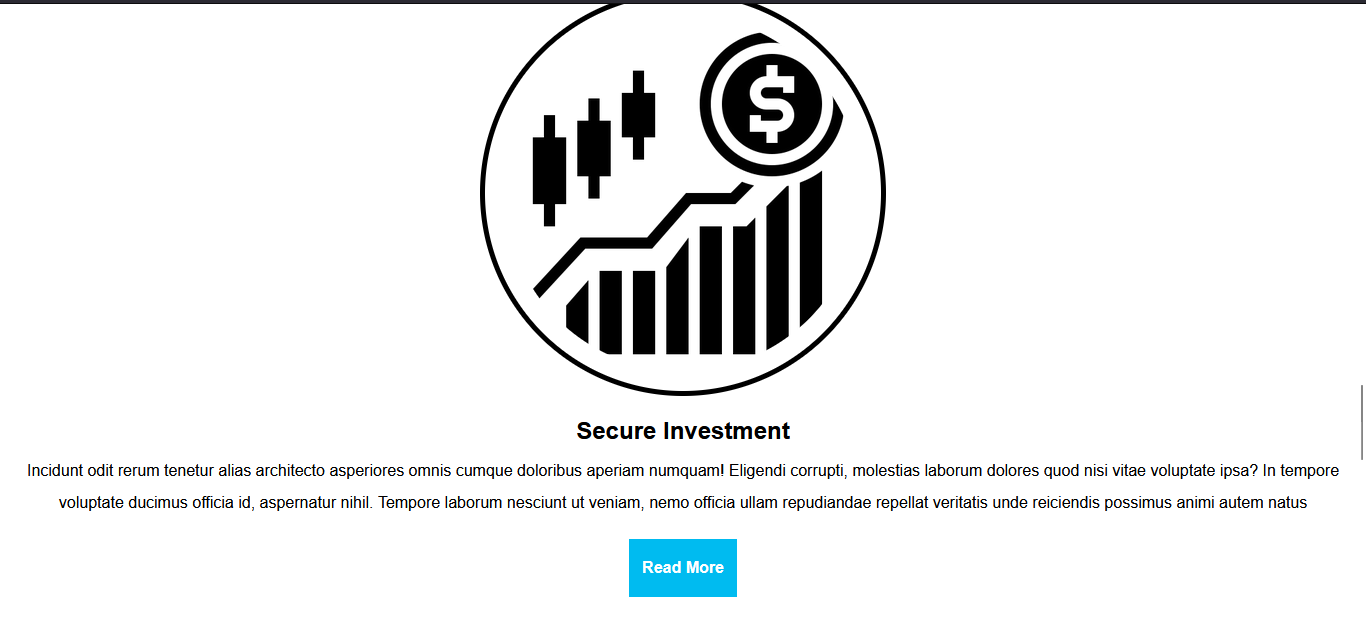 $
Secure Investment
Incidunt odit rerum tenetur alias architecto asperiores omnis cumque doloribus aperiam numquam! Eligendi corrupti, molestias laborum dolores quod nisi vitae voluptate ipsa? In tempore
voluptate ducimus officia id, aspernatur nihil. Tempore laborum nesciunt ut veniam, nemo officia ullam repudiandae repellat veritatis unde reiciendis possimus animi autem natus
Read More